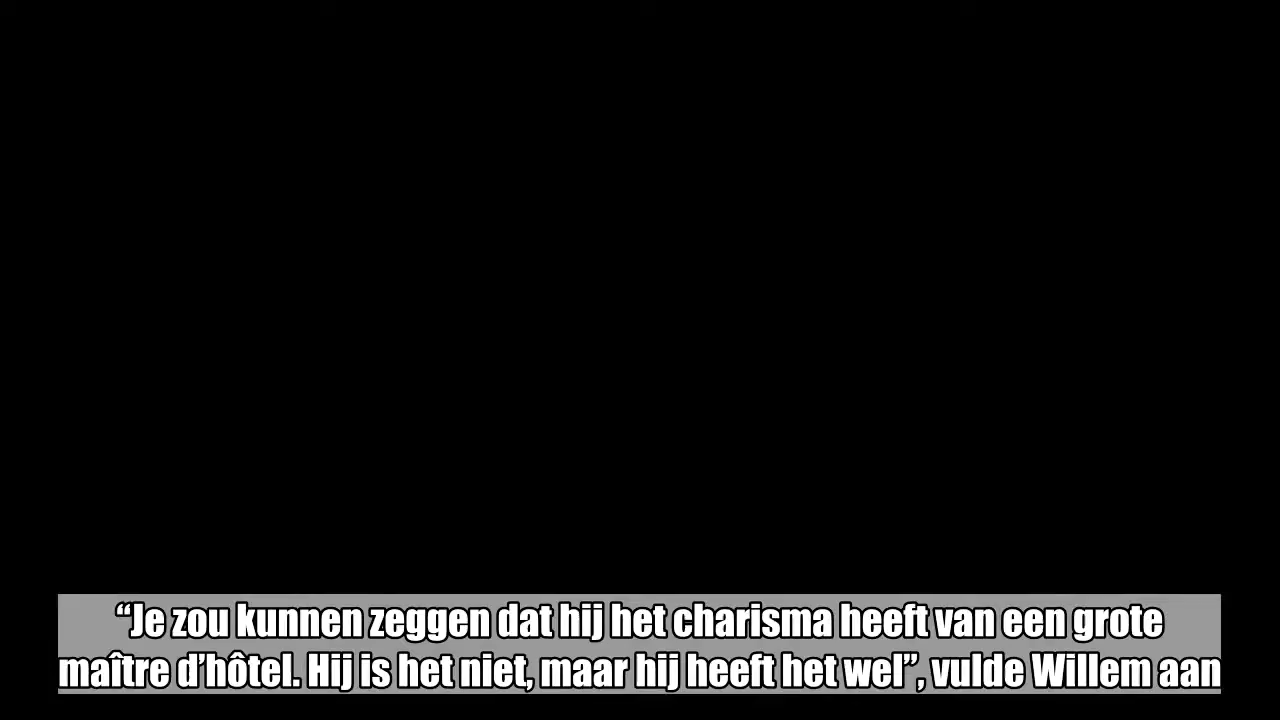 “Je zou kunnen zeggen dat hij het charisma heeft van een grote
maître d’hôtel. Hij is het niet, maar hij heeft het wel”, vulde Willem aan